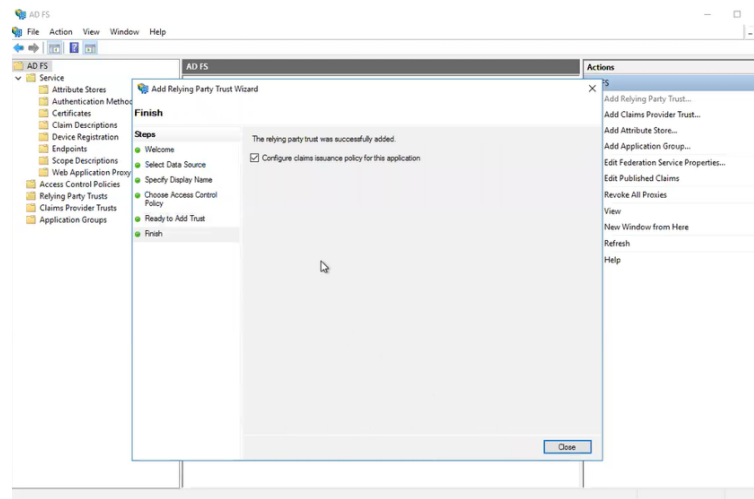 AD FS
File Action View Window Help
AD FS
Service
Attribute Stores
Authentication Method
Certificates
Claim Descriptions
Device Registration
Endpoints
Scope Descriptions
Web Application Proxy
Access Control Policies
Relying Party Trusts
Claims Provider Trusts
Application Groups
AD FS
Add Relying Party Trust Wizard
Finish
Steps
Welcome
Select Data Source
Specify Display Name
Choose Access Control
Policy
Ready to Add Trust
Finish
The relying party trust was successfully added.
Configure claims issuance policy for this application
Close
Actions
FS
Add Relying Party Trust...
Add Claims Provider Trust...
Add Attribute Store...
Add Application Group...
Edit Federation Service Properties...
Edit Published Claims
Revoke All Proxies
View
New Window from Here
Refresh
Help